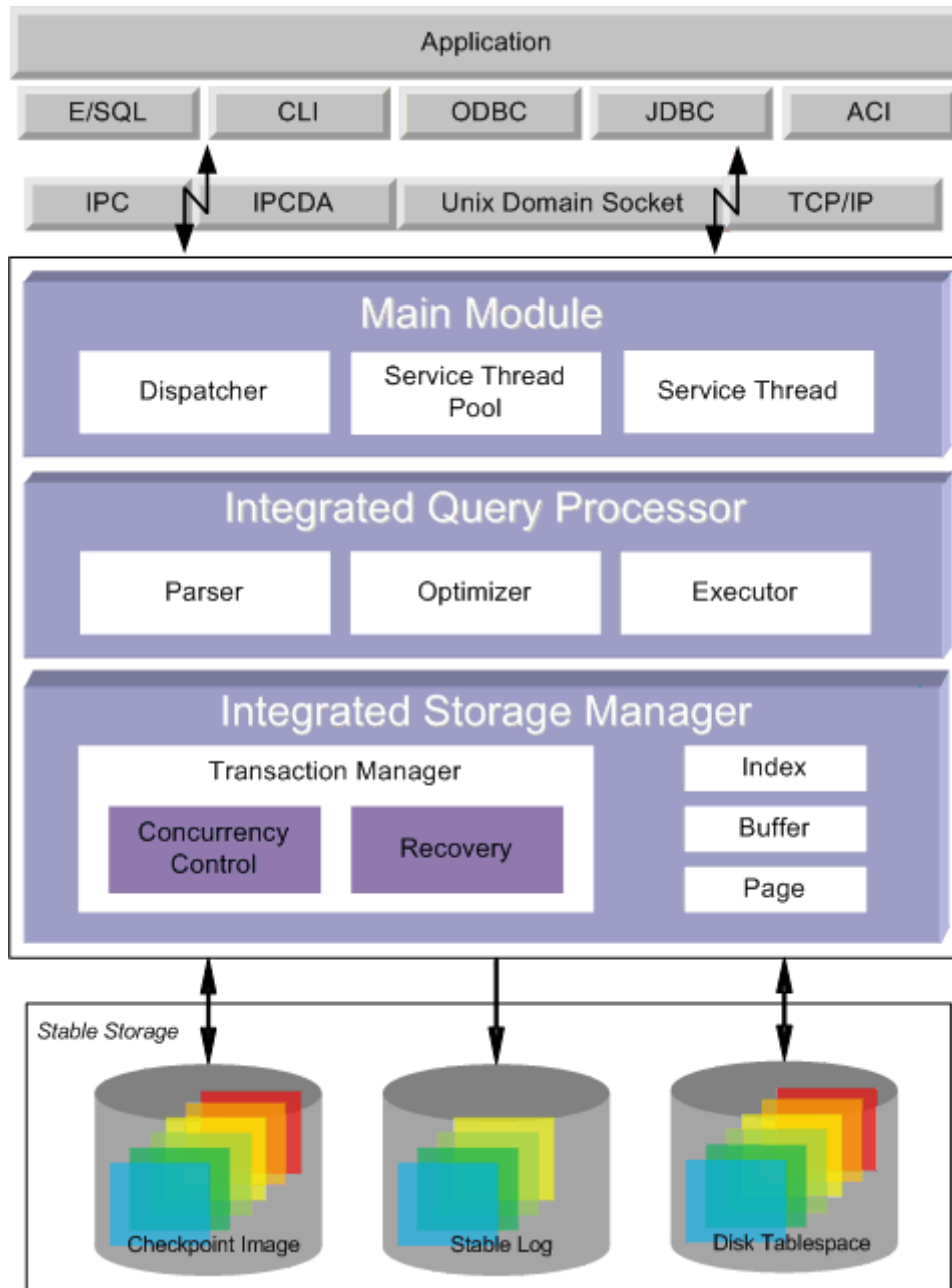 Application
E/SQL
CLI
ODBC
JDBC
ACI
IPC
IPCDA
Unix Domain Socket
TCP/IP
Main Module
Dispatcher
Service Thread
Pool
Service Thread
Integrated Query Processor
Parser
Optimizer
Executor
Integrated Storage Manager
Transaction Manager
Concurrency
Control
Recovery
Index
Buffer
Page
Stable Storage
Checkpoint Image
Stable Log
Disk Tablespace